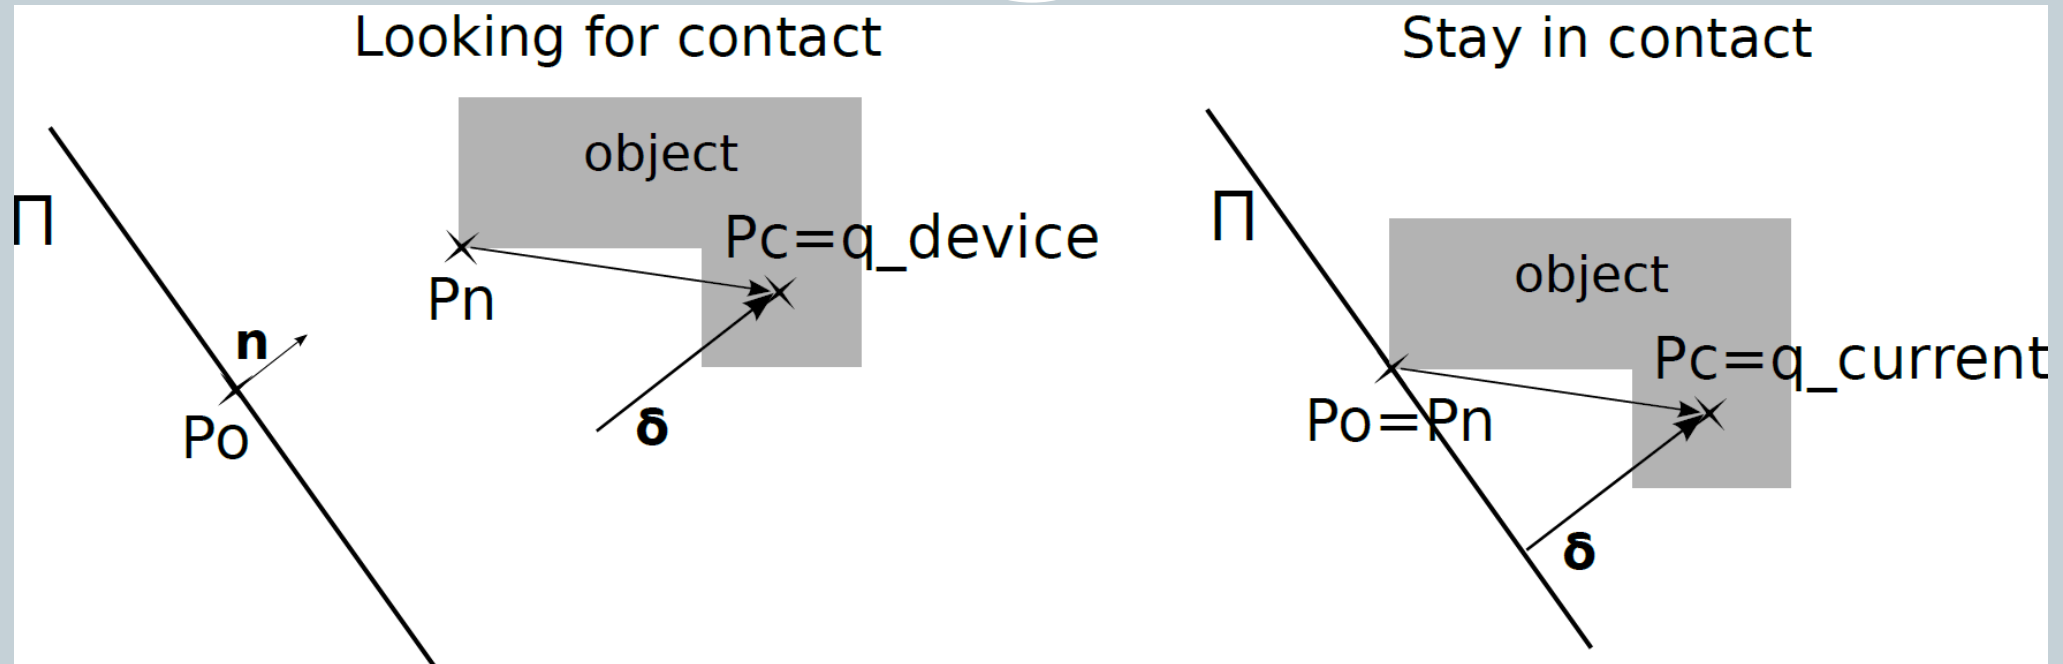 Looking for contact
object
Π
Pc=q_device
Pn
n
Po
δ
Stay in contact
Π
object
Pc=q_current
Po=Pn
δ